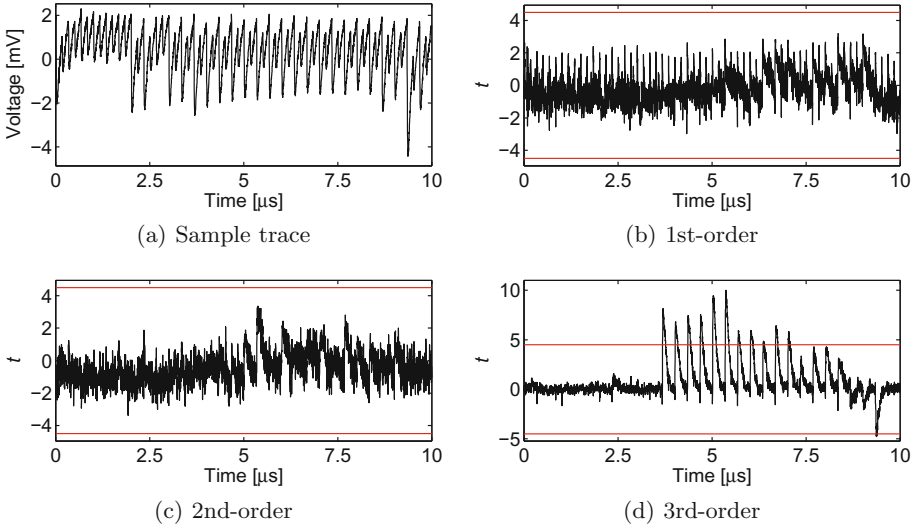 2
0
−2
−4
Voltage [mV]
0 2.5 5 7.5 10
Time [μs]
(a) Sample trace
4
2
0
−2
−4
t
0 2.5 5 7.5 10
Time [μs]
(b) 1st-order
4
2
0
−2
−4
t
0 2.5 5 7.5 10
Time [μs]
(c) 2nd-order
10
5
0
−5
t
0 2.5 5 7.5 10
Time [μs]
(d) 3rd-order